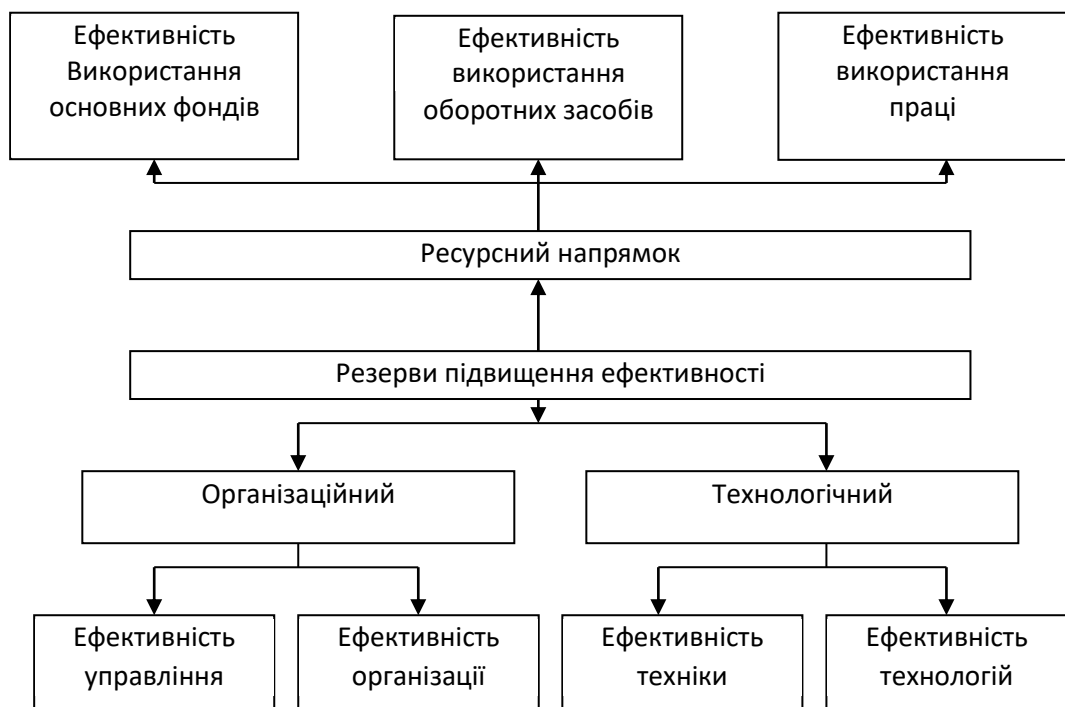 Ефективність
Використання
основних фондів
Ефективність
використання
оборотних засобів
Ефективність
використання
праці
Ресурсний напрямок
Резерви підвищення ефективності
Організаційний
Технологічний
Ефективність
управління
Ефективність
організації
Ефективність
техніки
Ефективність
технологій